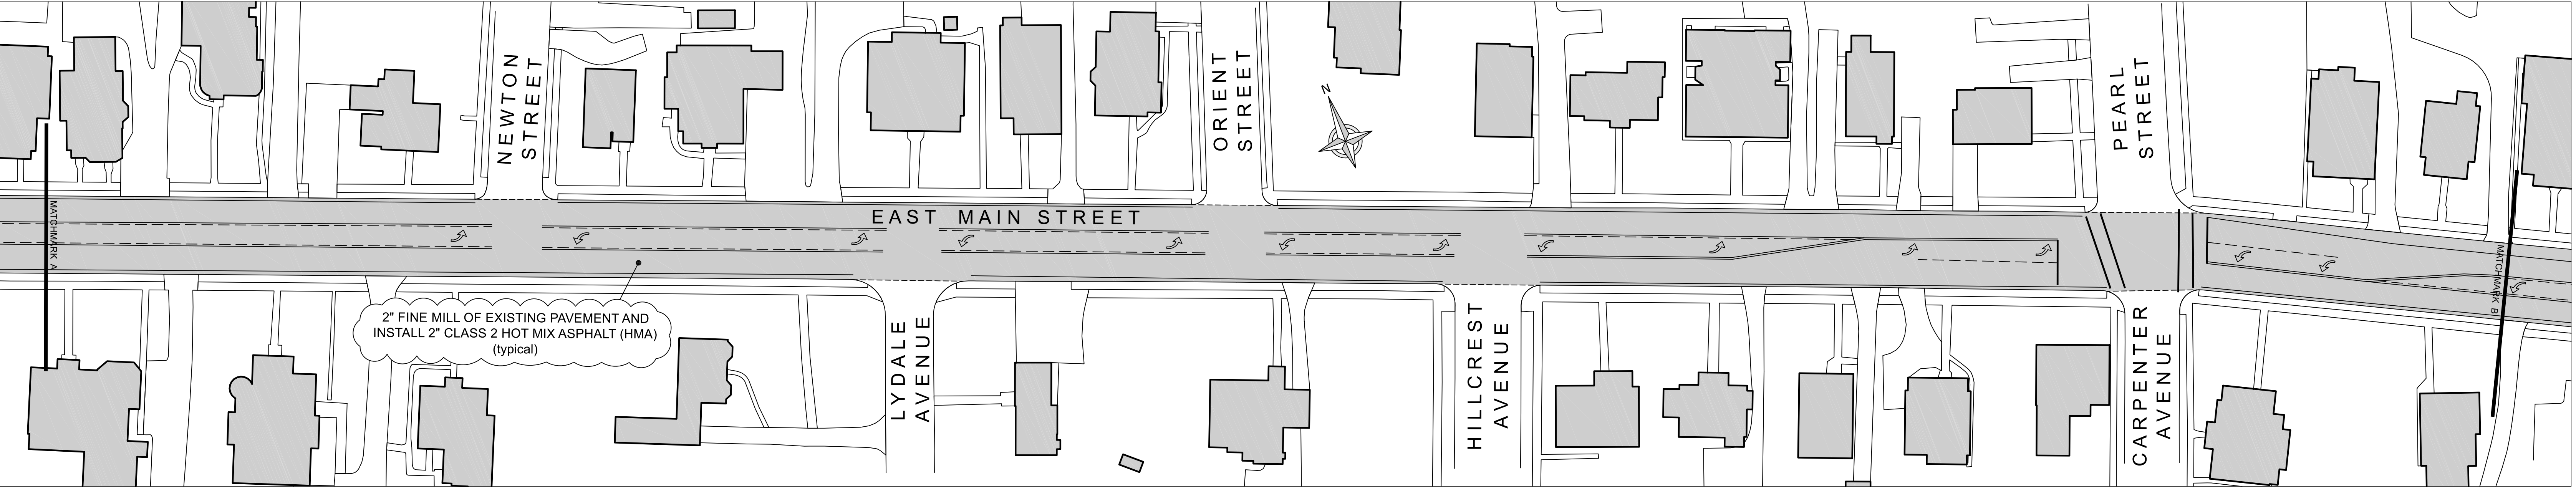 NEWTON
STREET
ORIENT
STREET
N
PEARL
STREET
EAST MAIN STREET
MATCHMARK A
MATCHMARK B
2" FINE MILL OF EXISTING PAVEMENT AND
INSTALL 2" CLASS 2 HOT MIX ASPHALT (HMA)
(typical)
LYDALE
AVENUE
HILLCREST
AVENUE
CARPENTER
AVENUE